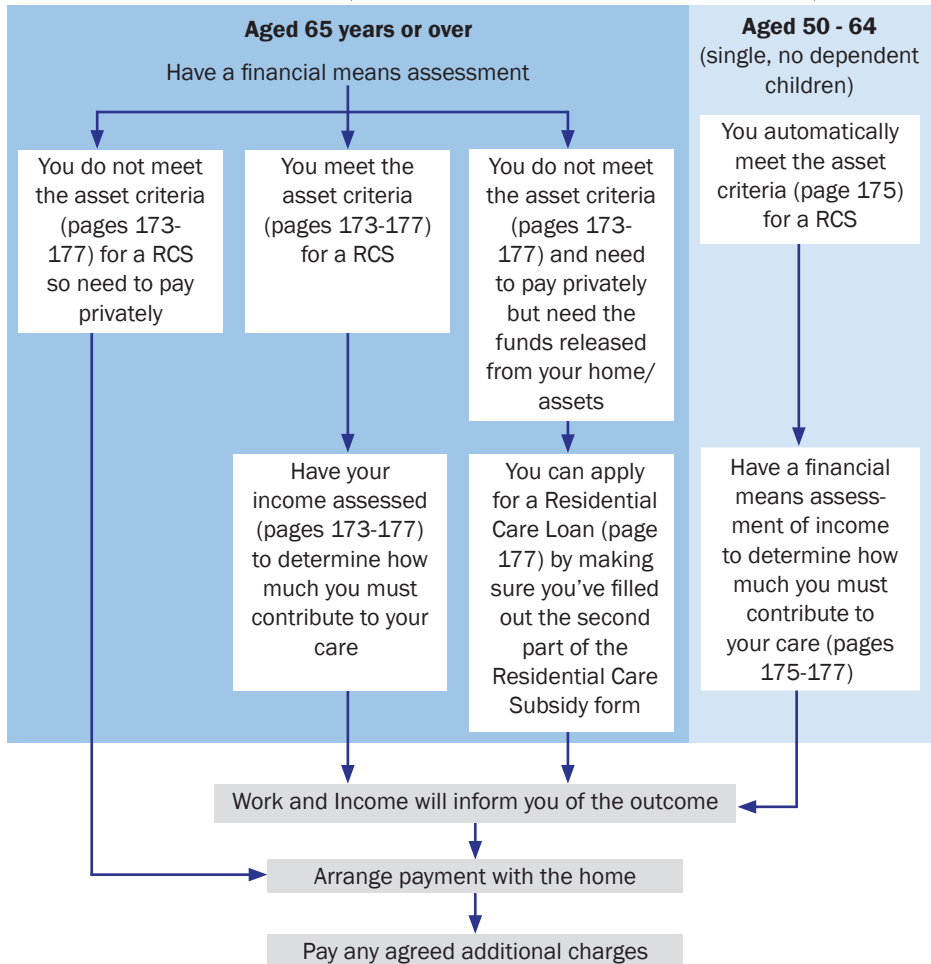 Aged 65 years or over
Have a financial means assessment
You do not meet
the asset criteria
(pages 173-
177) for a RCS
so need to pay
privately
You meet the
asset criteria
(pages 173-177)
for a RCS
You do not meet
the asset criteria
(pages 173-
177) and need
to pay privately
but need the
funds released
from your home/
assets
Have your
income assessed
(pages 173-177)
to determine how
much you must
contribute to your
care
You can apply
for a Residential
Care Loan (page
177) by making
sure you’ve filled
out the second
part of the
Residential Care
Subsidy form
Aged 50 - 64
(single, no dependent
children)
You automatically
meet the asset
criteria (page 175)
for a RCS
Have a financial
means assess-
ment of income
to determine how
much you must
contribute to
your care (pages
175-177)
Work and Income will inform you of the outcome
Arrange payment with the home
Pay any agreed additional charges